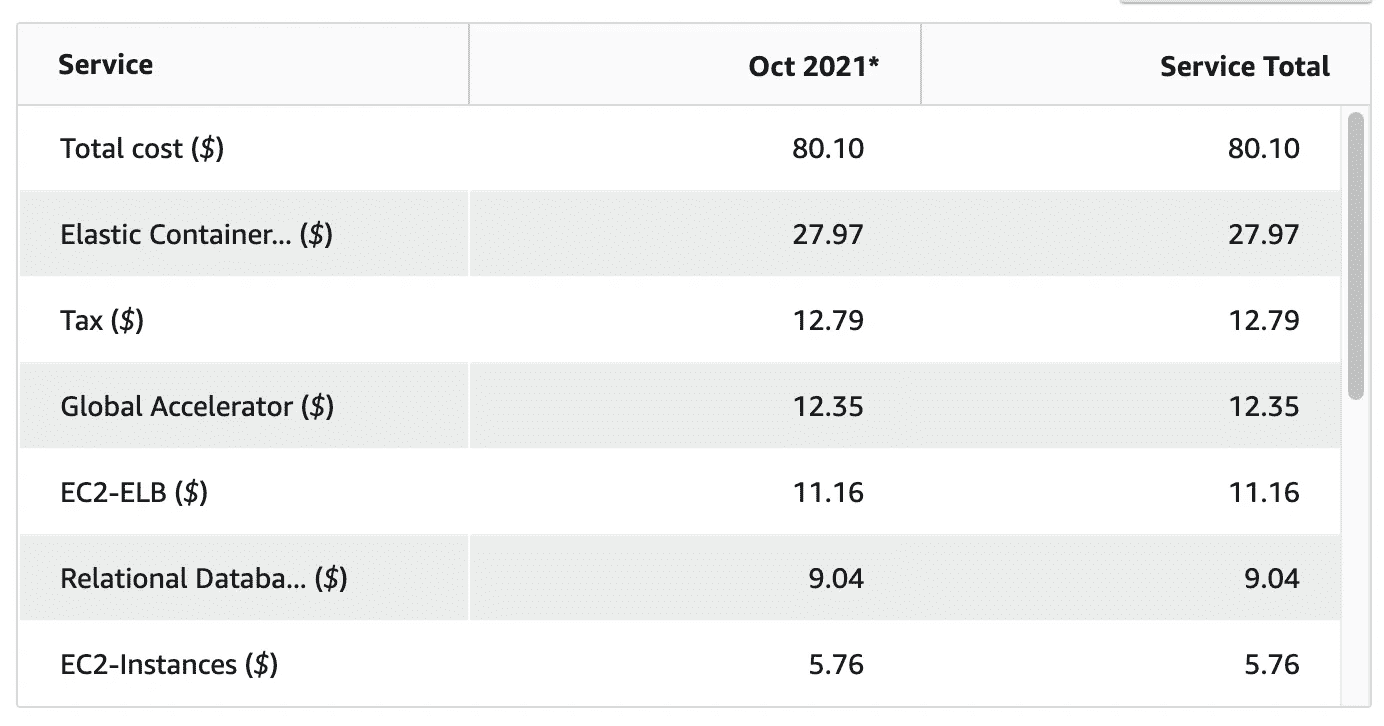 Service Oct 2021* Service Total
Total cost ($) 80.10 80.10
Elastic Container... ($) 27.97 27.97
Tax ($) 12.79 12.79
Global Accelerator ($) 12.35 12.35
EC2-ELB ($) 11.16 11.16
Relational Databa... ($) 9.04 9.04
EC2-Instances ($) 5.76 5.76